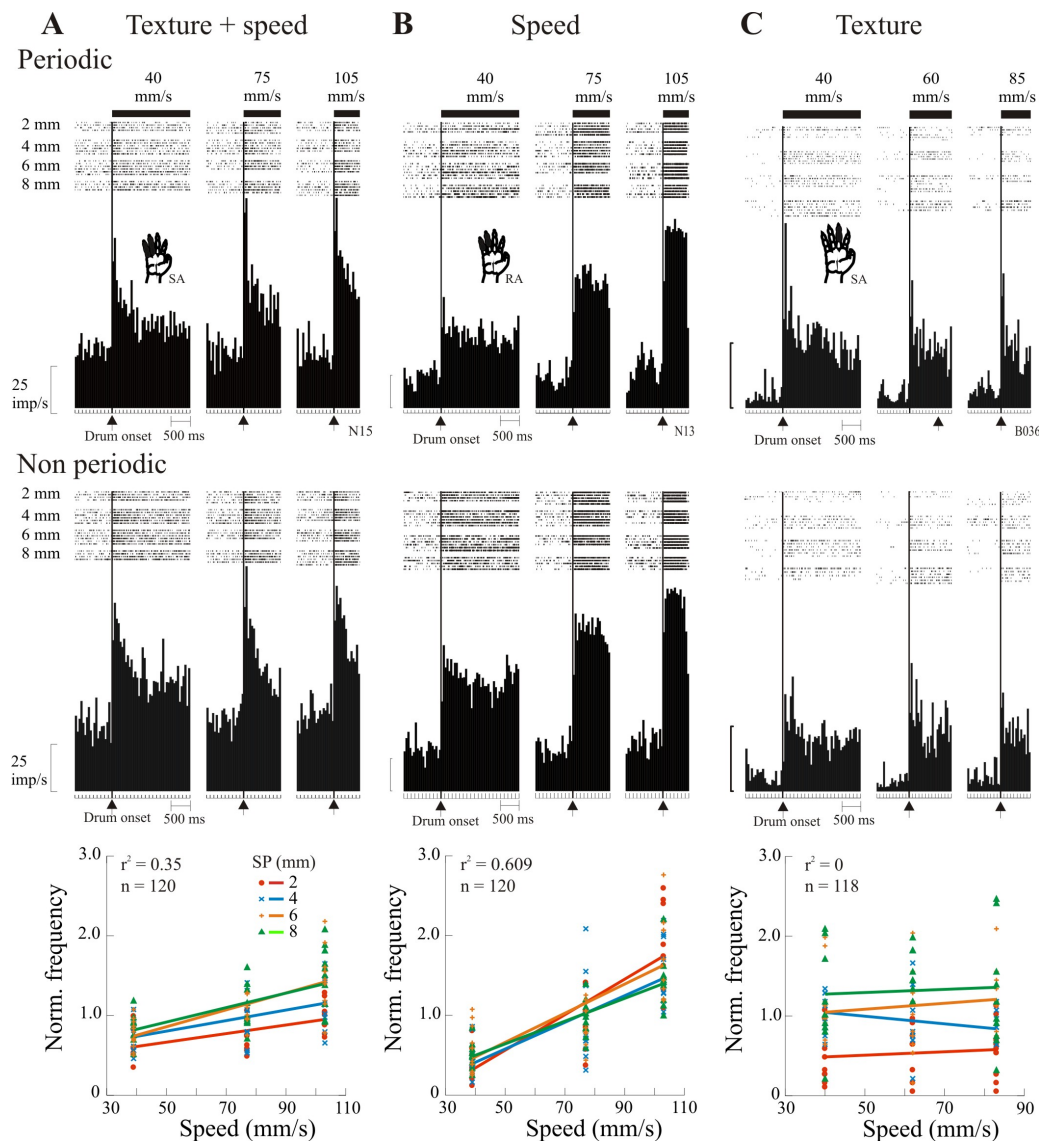 A Texture + speed B Speed C Texture
Periodic
40 mm/s 75 mm/s 105 mm/s 40 mm/s 75 mm/s 105 mm/s 40 mm/s 60 mm/s 85 mm/s
2 mm
4 mm
6 mm
8 mm
SA RA SA
25 imp/s
Drum onset 500 ms N15 Drum onset 500 ms N13 Drum onset 500 ms B036
Non periodic
2 mm
4 mm
6 mm
8 mm
25 imp/s
Drum onset 500 ms Drum onset 500 ms Drum onset 500 ms
Norm. frequency
3.0
2.0
1.0
0
r² = 0.35
n = 120
SP (mm)
2
4
6
8
30 50 70 90 110
Speed (mm/s)
Norm. frequency
3.0
2.0
1.0
0
r² = 0.609
n = 120
30 50 70 90 110
Speed (mm/s)
Norm. frequency
3.0
2.0
1.0
0
r² = 0
n = 118
30 40 50 60 70 80 90
Speed (mm/s)